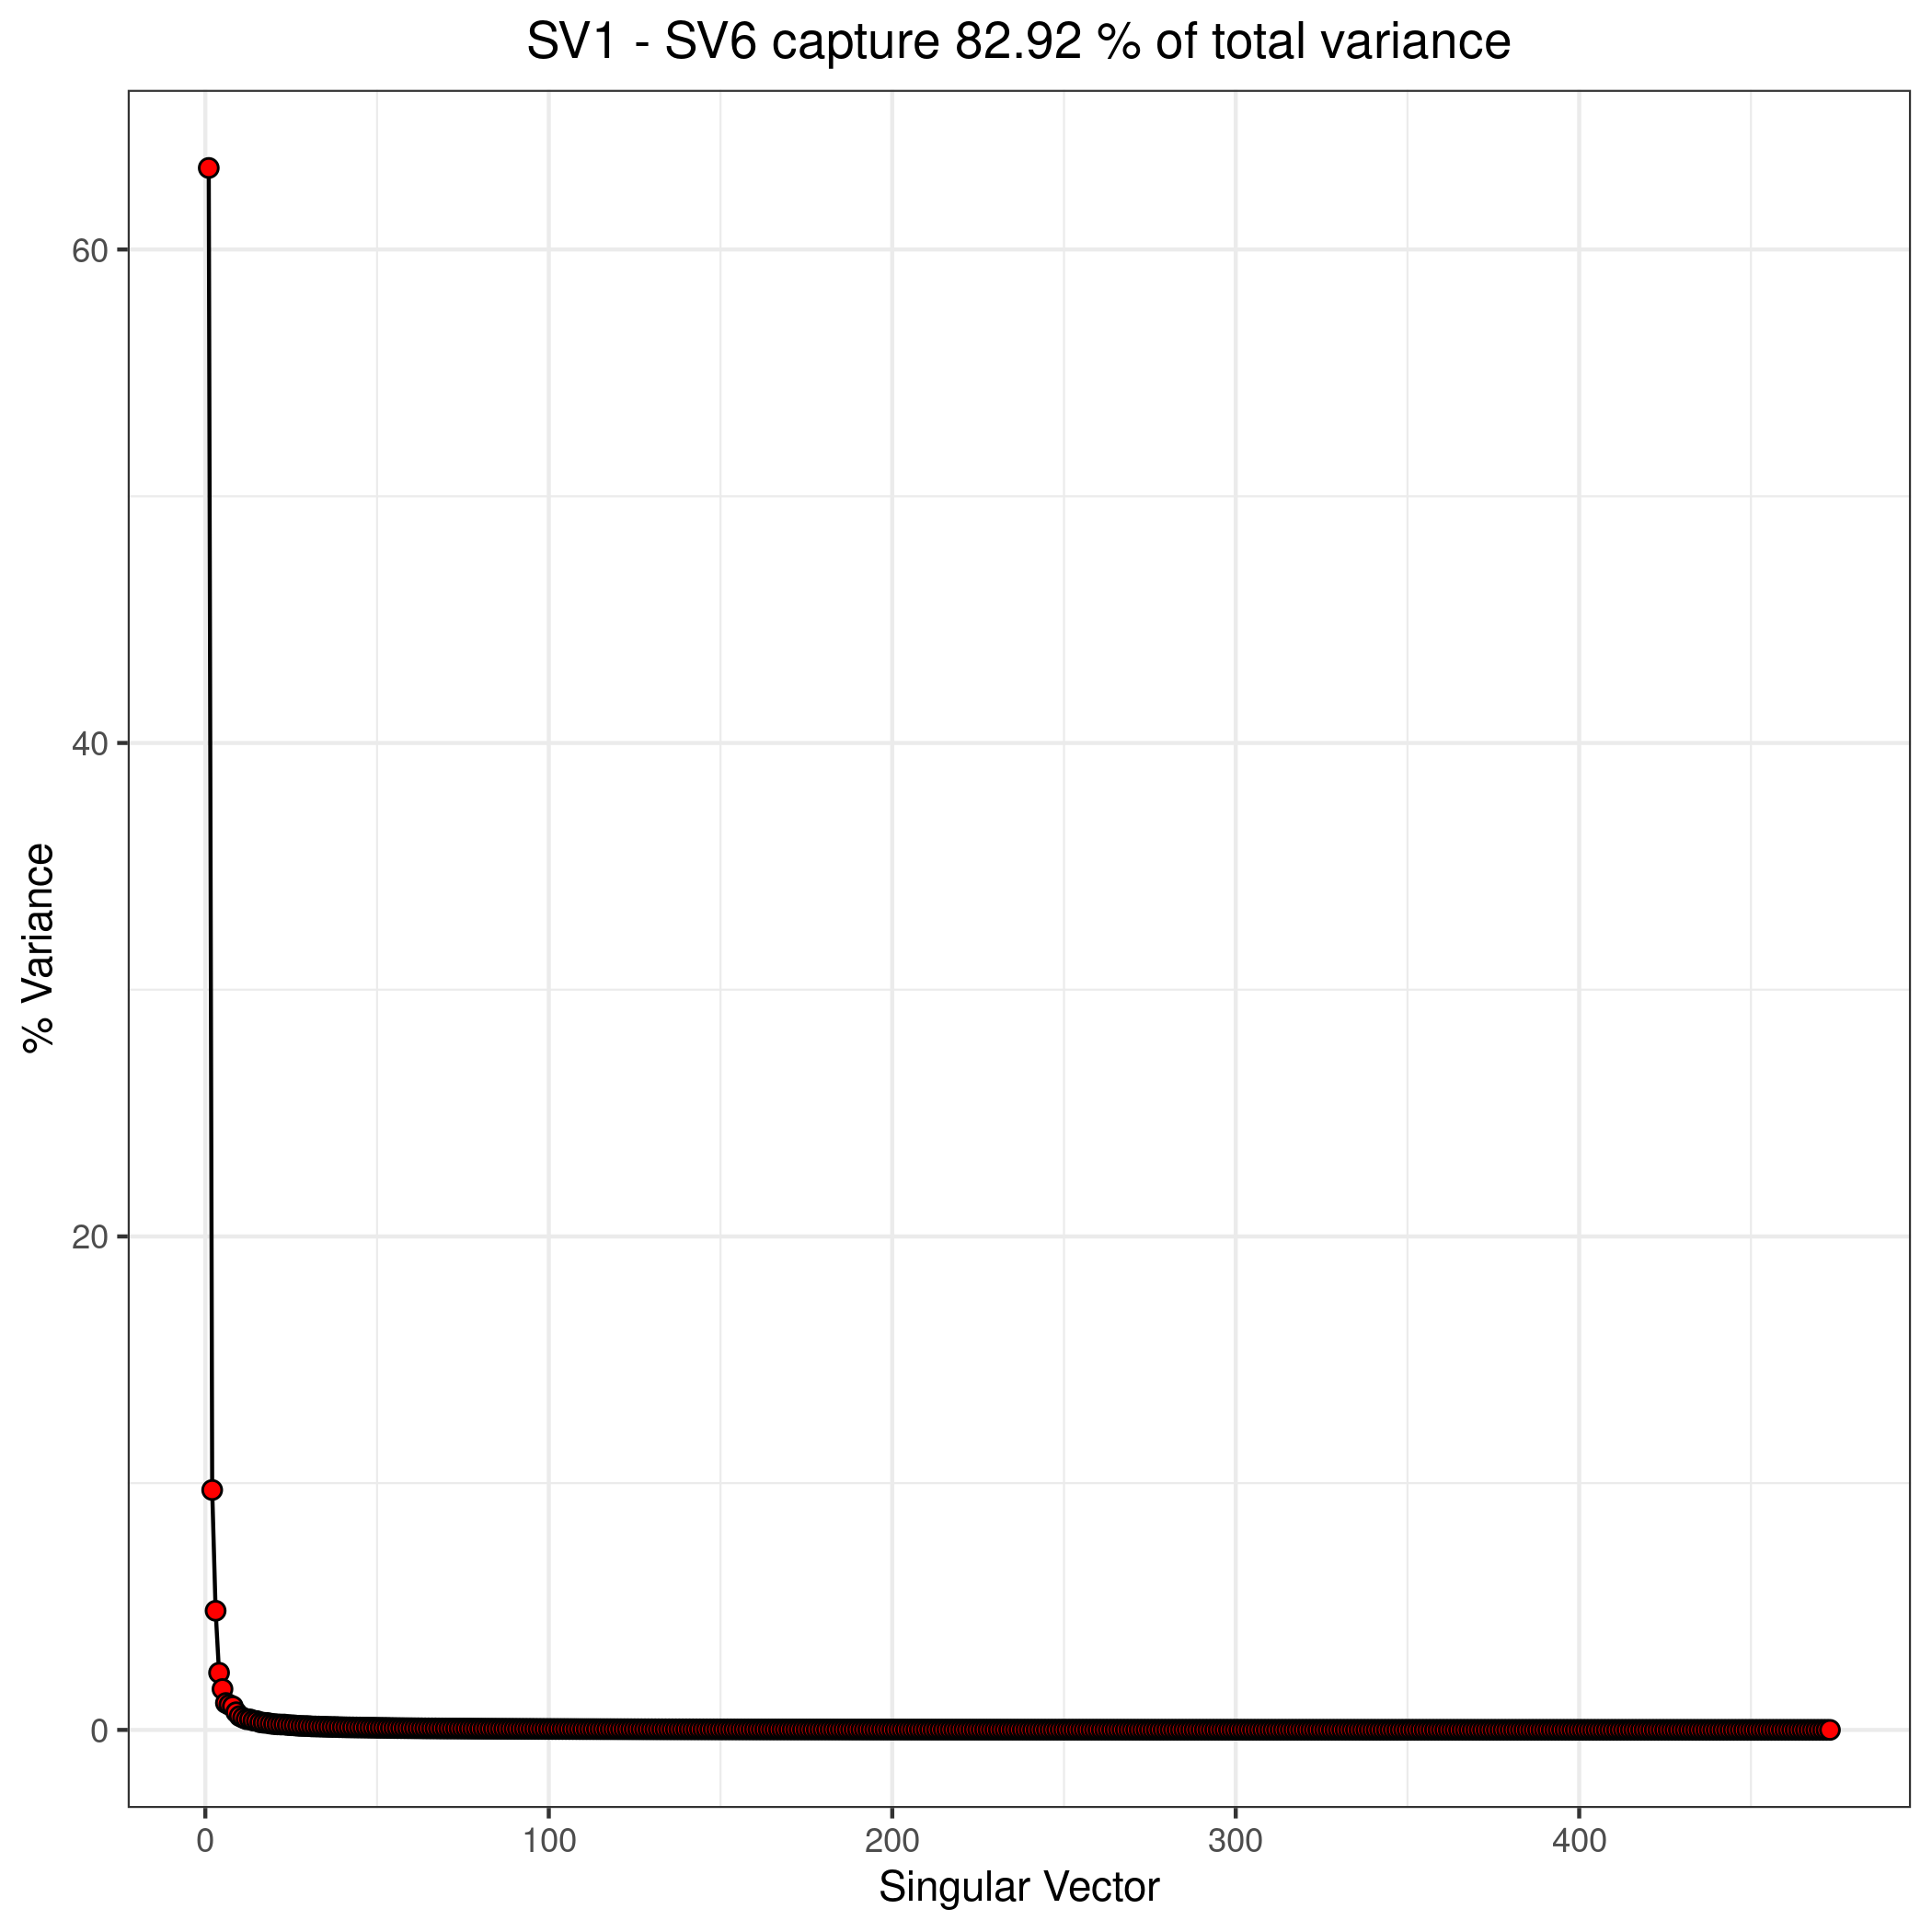 SV1 - SV6 capture 82.92 % of total variance
60
40
20
0
% Variance
0 100 200 300 400
Singular Vector